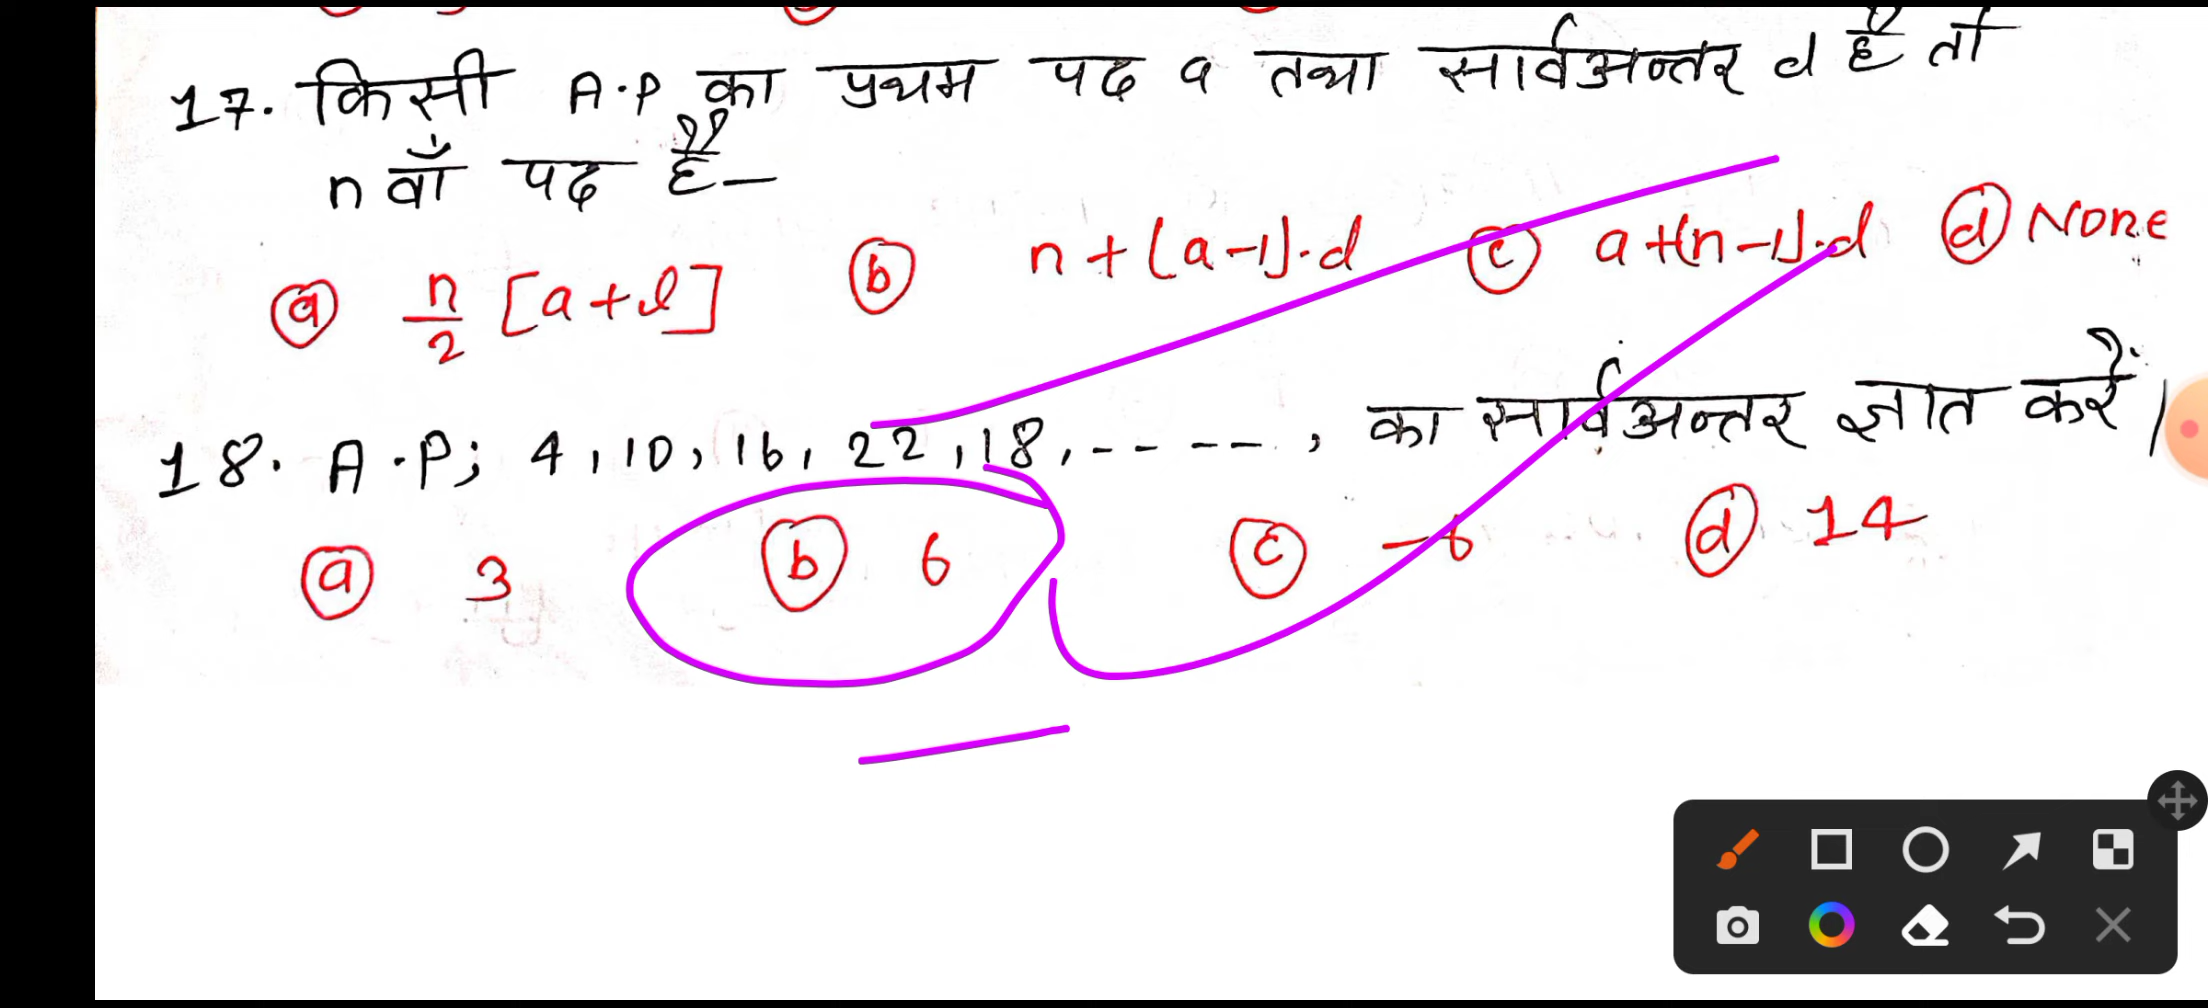 17. किसी A.P का प्रथम पद a तथा सार्वअन्तर d है तो
n वाँ पद है-
(a) n/2 [a+l] (b) n+(a-1).d (c) a+(n-1).d (d) None
18. A.P; 4, 10, 16, 22, 18, ------, का सार्वअन्तर ज्ञात करें।
(a) 3 (b) 6 (c) -6 (d) 14